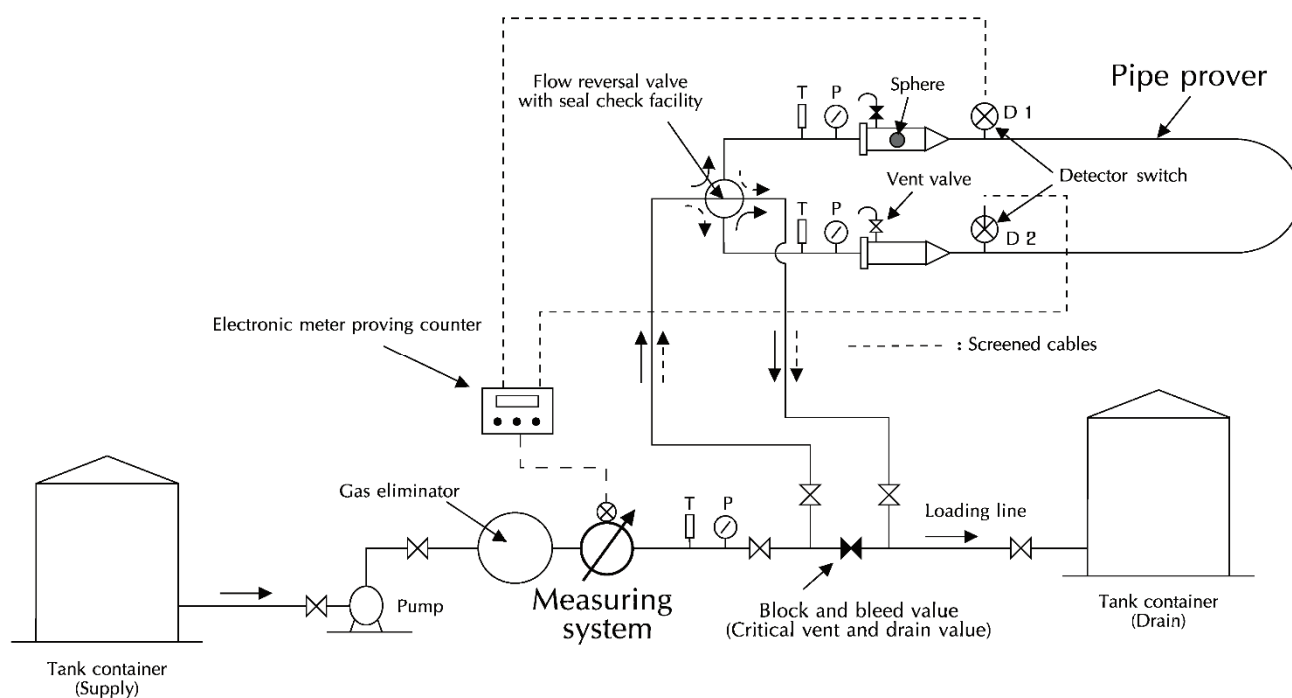 Flow reversal valve
with seal check facility
T
P
Sphere
D 1
Pipe prover
Vent valve
Detector switch
T
P
D 2
Electronic meter proving counter
: Screened cables
Gas eliminator
T
P
Loading line
Pump
Measuring
system
Block and bleed value
(Critical vent and drain value)
Tank container
(Supply)
Tank container
(Drain)